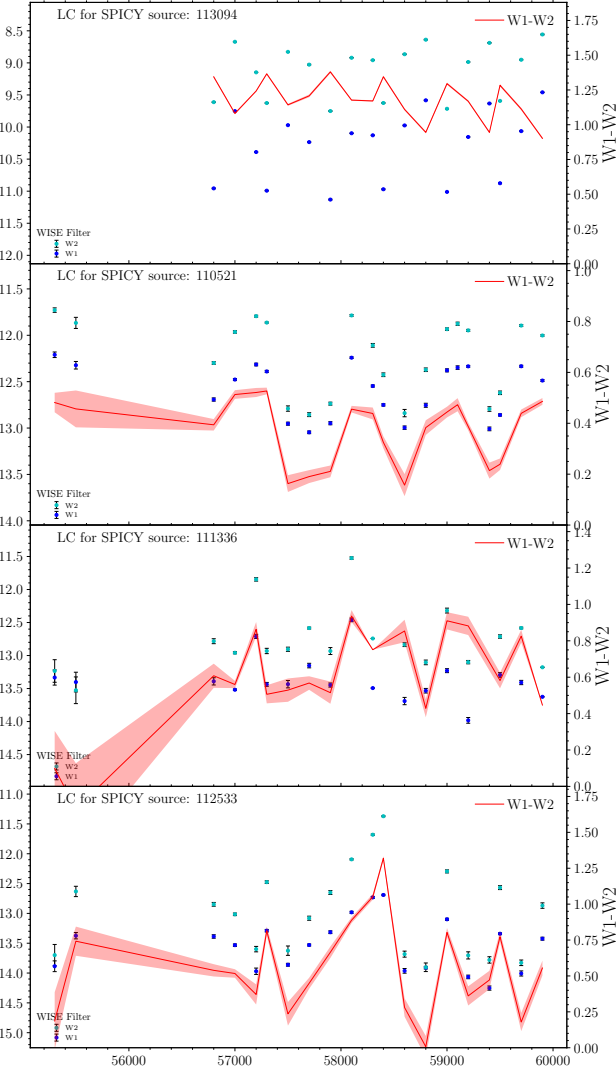 LC for SPICY source: 113094
W1-W2
8.5
9.0
9.5
10.0
10.5
11.0
11.5
12.0
1.75
1.50
1.25
1.00
0.75
0.50
0.25
0.00
W1-W2
WISE Filter
W2
W1
LC for SPICY source: 110521
W1-W2
11.5
12.0
12.5
13.0
13.5
14.0
1.0
0.8
0.6
0.4
0.2
0.0
W1-W2
WISE Filter
W2
W1
LC for SPICY source: 111336
W1-W2
11.5
12.0
12.5
13.0
13.5
14.0
14.5
1.4
1.2
1.0
0.8
0.6
0.4
0.2
0.0
W1-W2
WISE Filter
W2
W1
LC for SPICY source: 112533
W1-W2
11.0
11.5
12.0
12.5
13.0
13.5
14.0
14.5
15.0
1.75
1.50
1.25
1.00
0.75
0.50
0.25
0.00
W1-W2
WISE Filter
W2
W1
56000 57000 58000 59000 60000